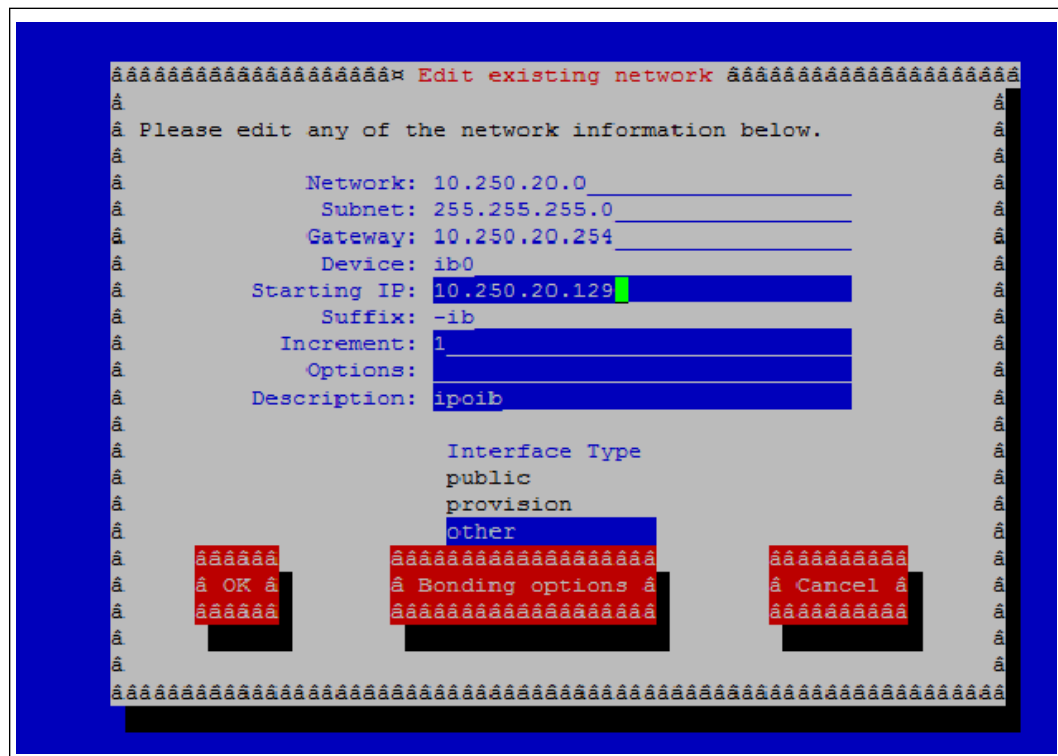 Edit existing network
Please edit any of the network information below.
Network: 10.250.20.0
Subnet: 255.255.255.0
Gateway: 10.250.20.254
Device: ib0
Starting IP: 10.250.20.129
Suffix: -ib
Increment: 1
Options:
Description: ipoib
Interface Type
public
provision
other
OK Bonding options Cancel